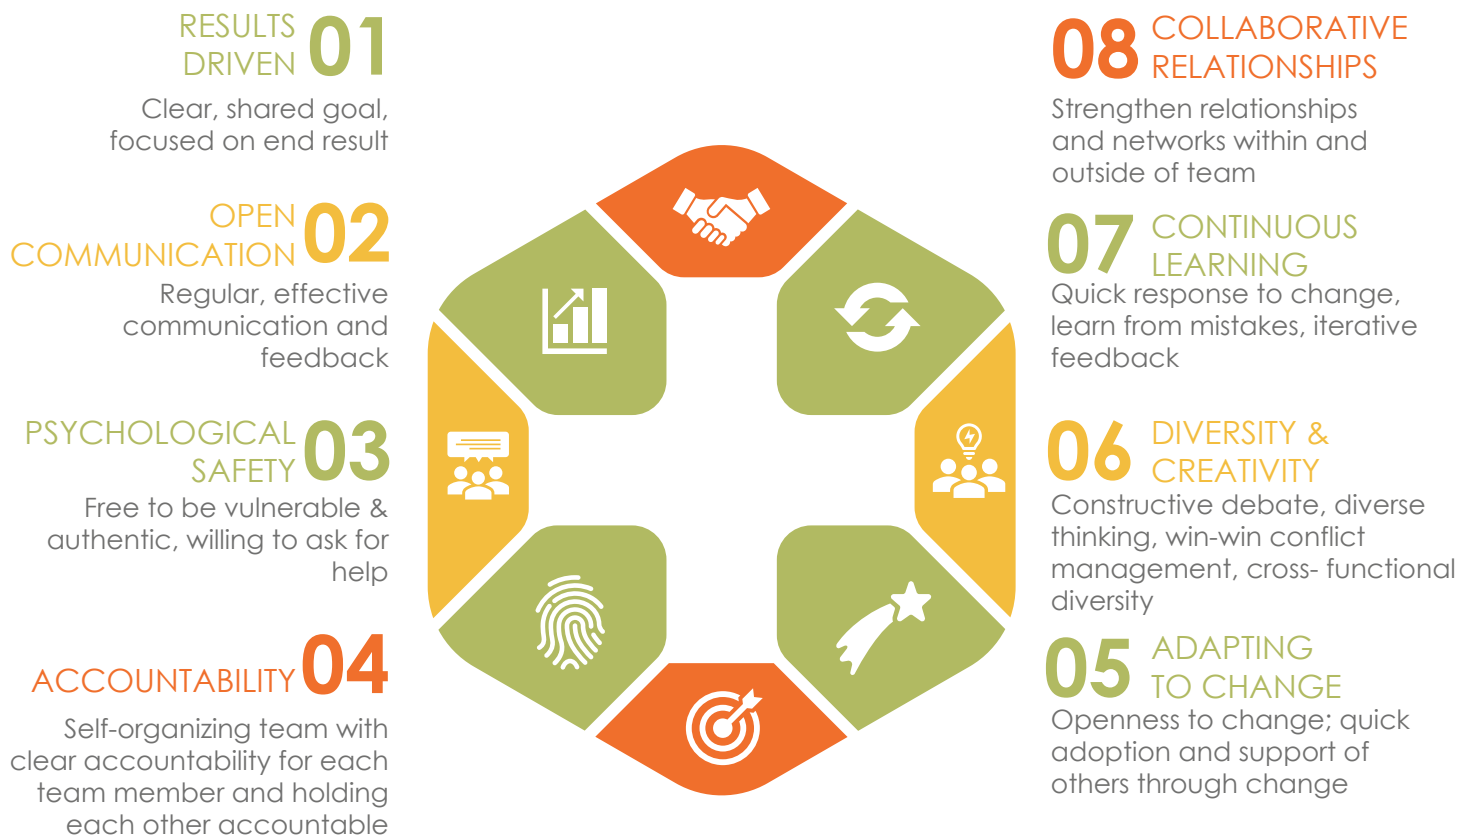 RESULTS
DRIVEN
01
Clear, shared goal,
focused on end result
OPEN
COMMUNICATION
02
Regular, effective
communication and
feedback
PSYCHOLOGICAL
SAFETY
03
Free to be vulnerable &
authentic, willing to ask for
help
ACCOUNTABILITY 04
Self-organizing team with
clear accountability for each
team member and holding
each other accountable
05
ADAPTING
TO CHANGE
Openness to change; quick
adoption and support of
others through change
06
DIVERSITY &
CREATIVITY
Constructive debate, diverse
thinking, win-win conflict
management, cross- functional
diversity
07
CONTINUOUS
LEARNING
Quick response to change,
learn from mistakes, iterative
feedback
08
COLLABORATIVE
RELATIONSHIPS
Strengthen relationships
and networks within and
outside of team